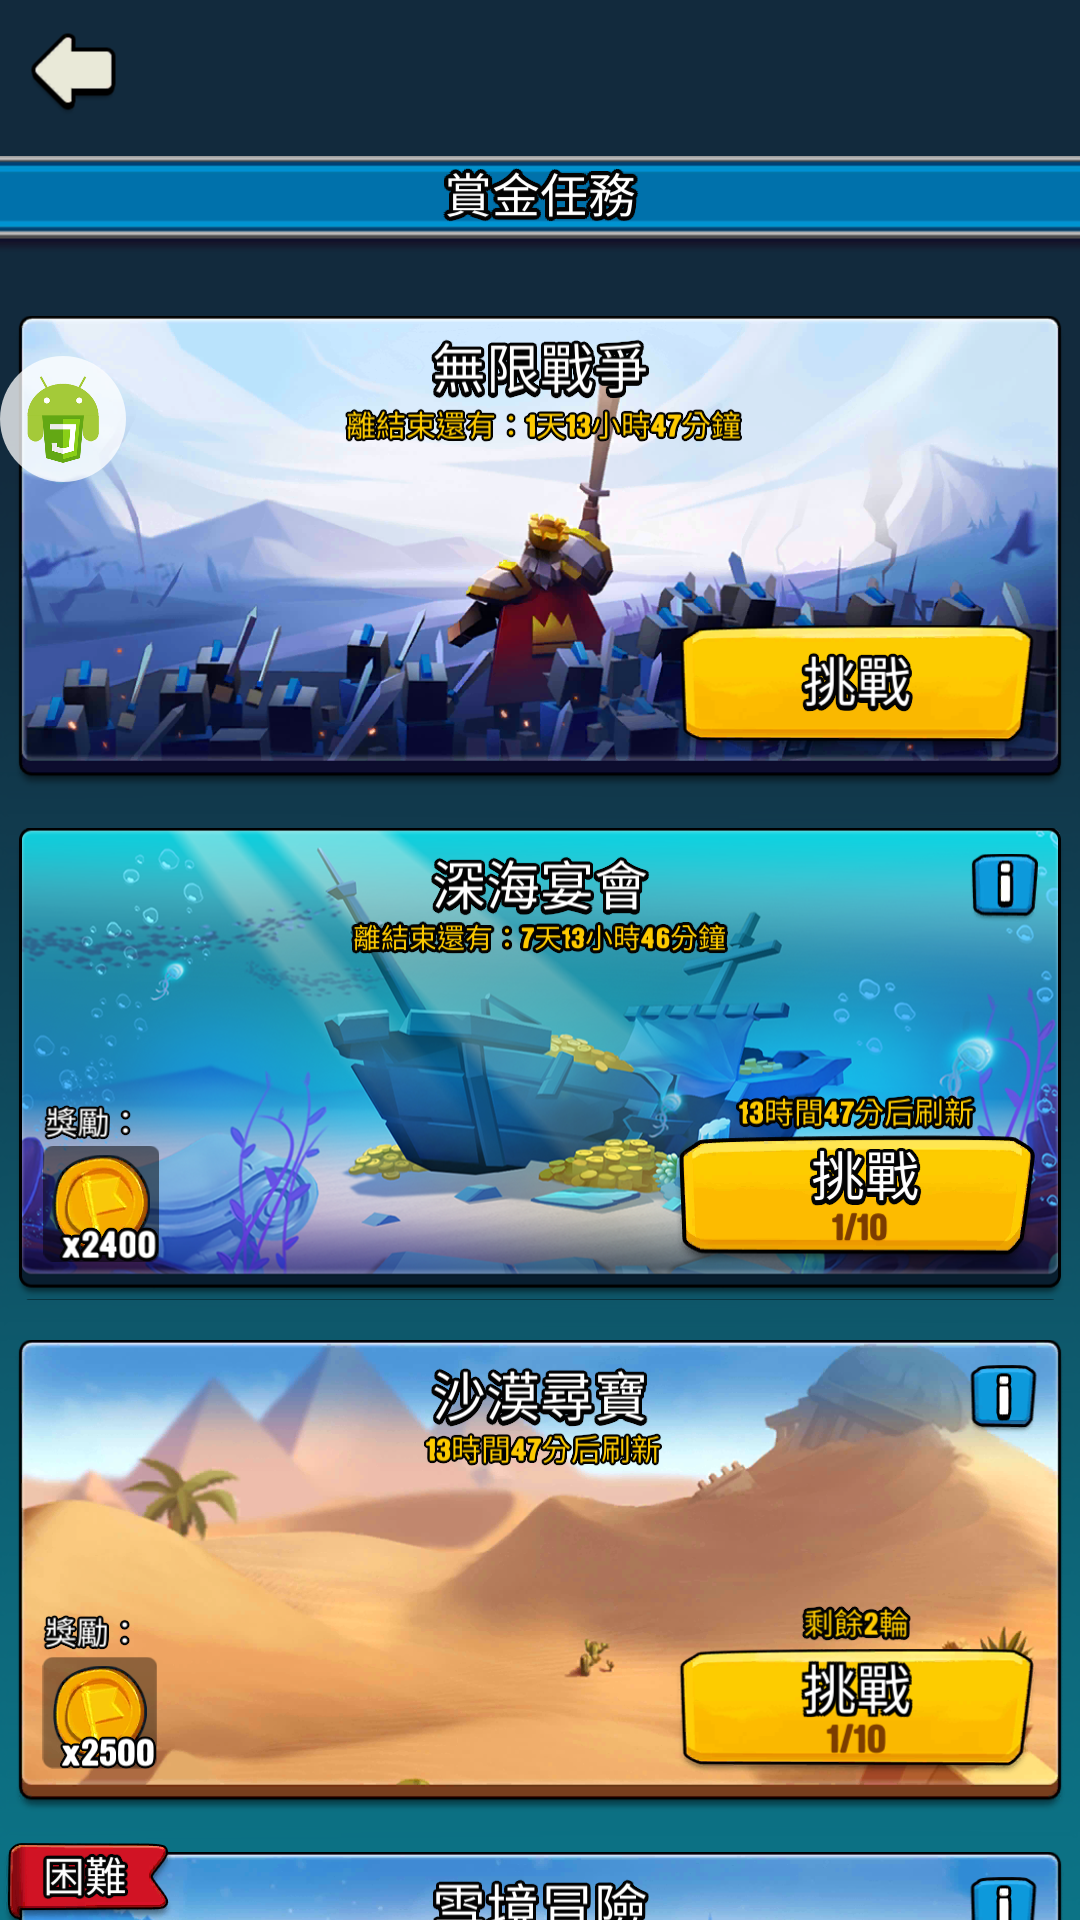 賞金任務
無限戰爭
離結束還有：1天13小時47分鐘
挑戰
深海宴會
離結束還有：7天13小時46分鐘
13時間47分后刷新
獎勵：
挑戰
1/10
x2400
沙漠尋寶
13時間47分后刷新
獎勵：
剩餘2輪
挑戰
1/10
x2500
困難
雪境冒險